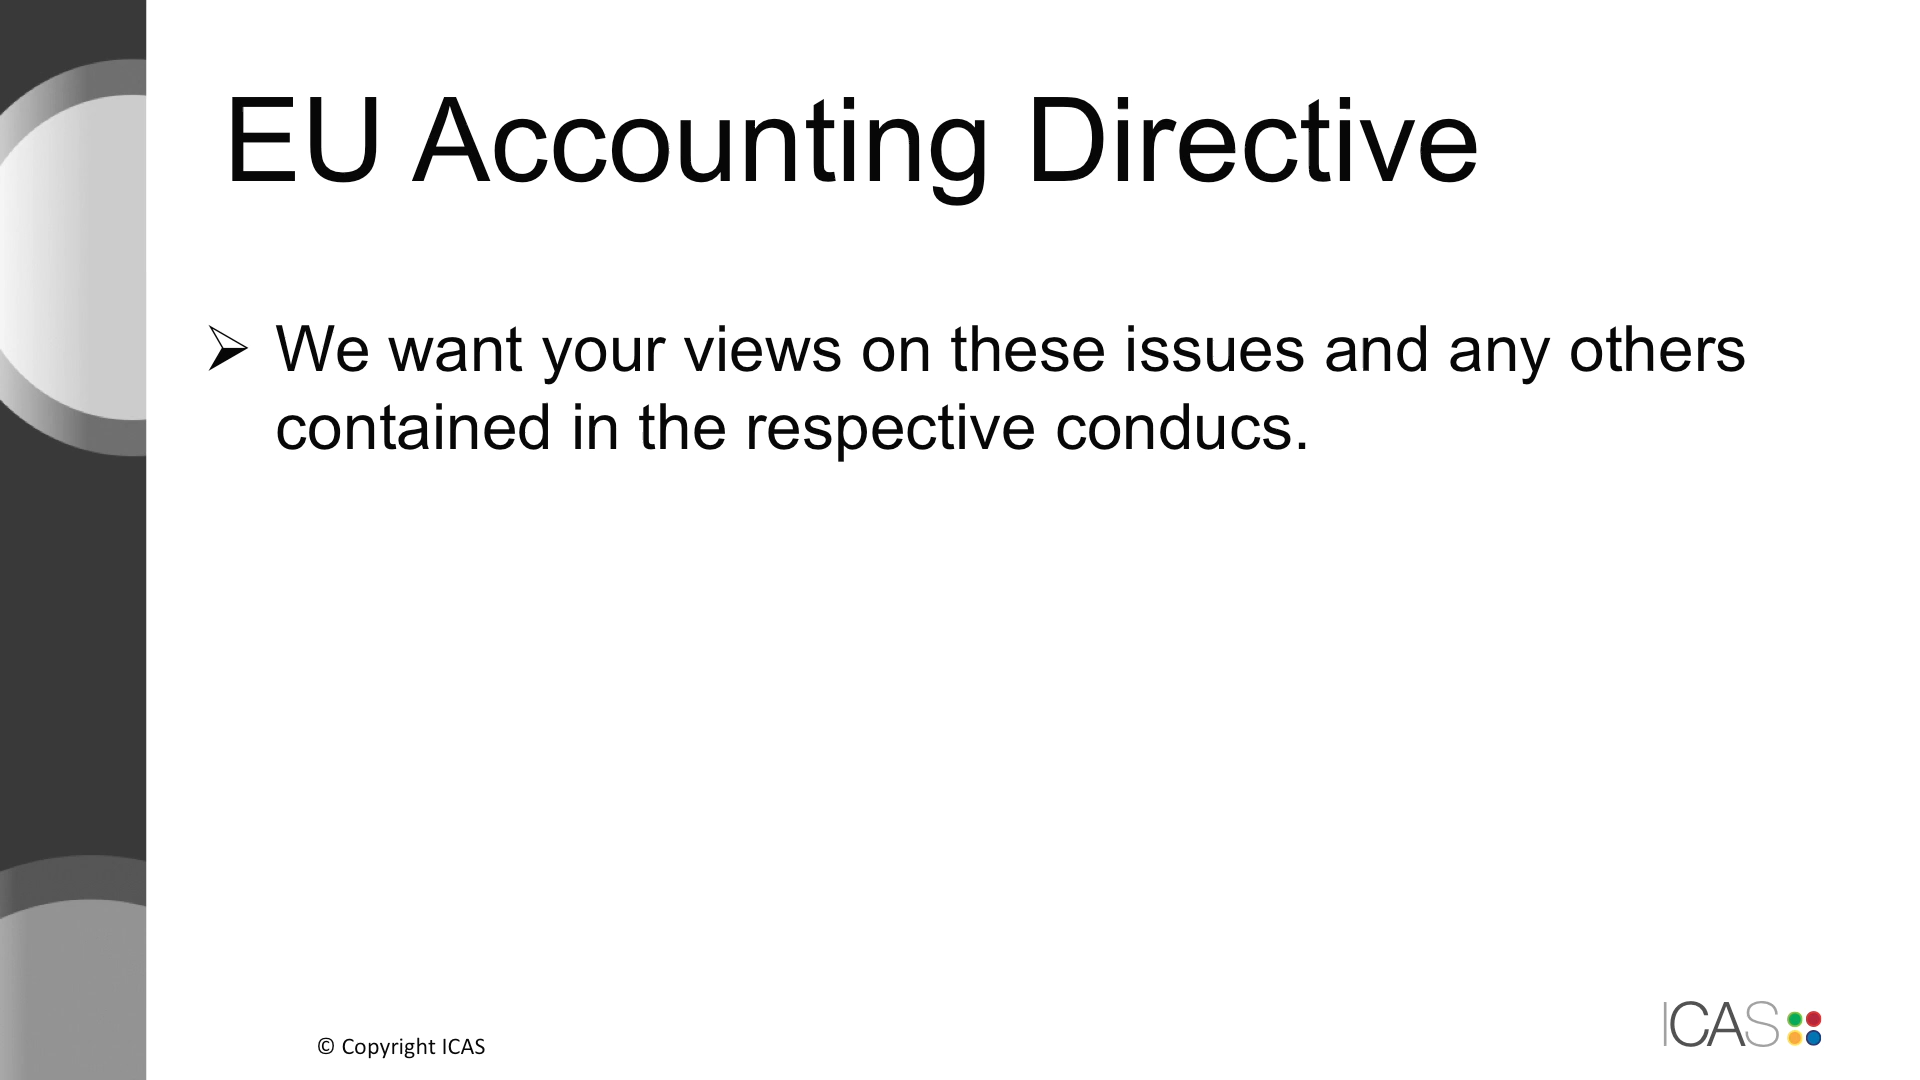 EU Accounting Directive
➢ We want your views on these issues and any others
contained in the respective conducs.
© Copyright ICAS
ICAS